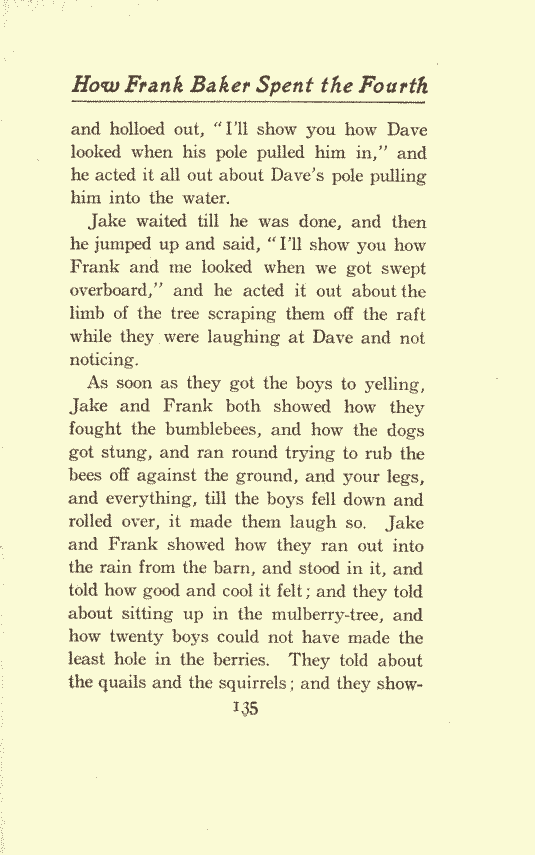 How Frank Baker Spent the Fourth
and holloed out, "I'll show you how Dave
looked when his pole pulled him in," and
he acted it all out about Dave's pole pulling
him into the water.
Jake waited till he was done, and then
he jumped up and said, "I'll show you how
Frank and me looked when we got swept
overboard," and he acted it out about the
limb of the tree scraping them off the raft
while they were laughing at Dave and not
noticing.
As soon as they got the boys to yelling,
Jake and Frank both showed how they
fought the bumblebees, and how the dogs
got stung, and ran round trying to rub the
bees off against the ground, and your legs,
and everything, till the boys fell down and
rolled over, it made them laugh so. Jake
and Frank showed how they ran out into
the rain from the barn, and stood in it, and
told how good and cool it felt; and they told
about sitting up in the mulberry-tree, and
how twenty boys could not have made the
least hole in the berries. They told about
the quails and the squirrels; and they show-
135